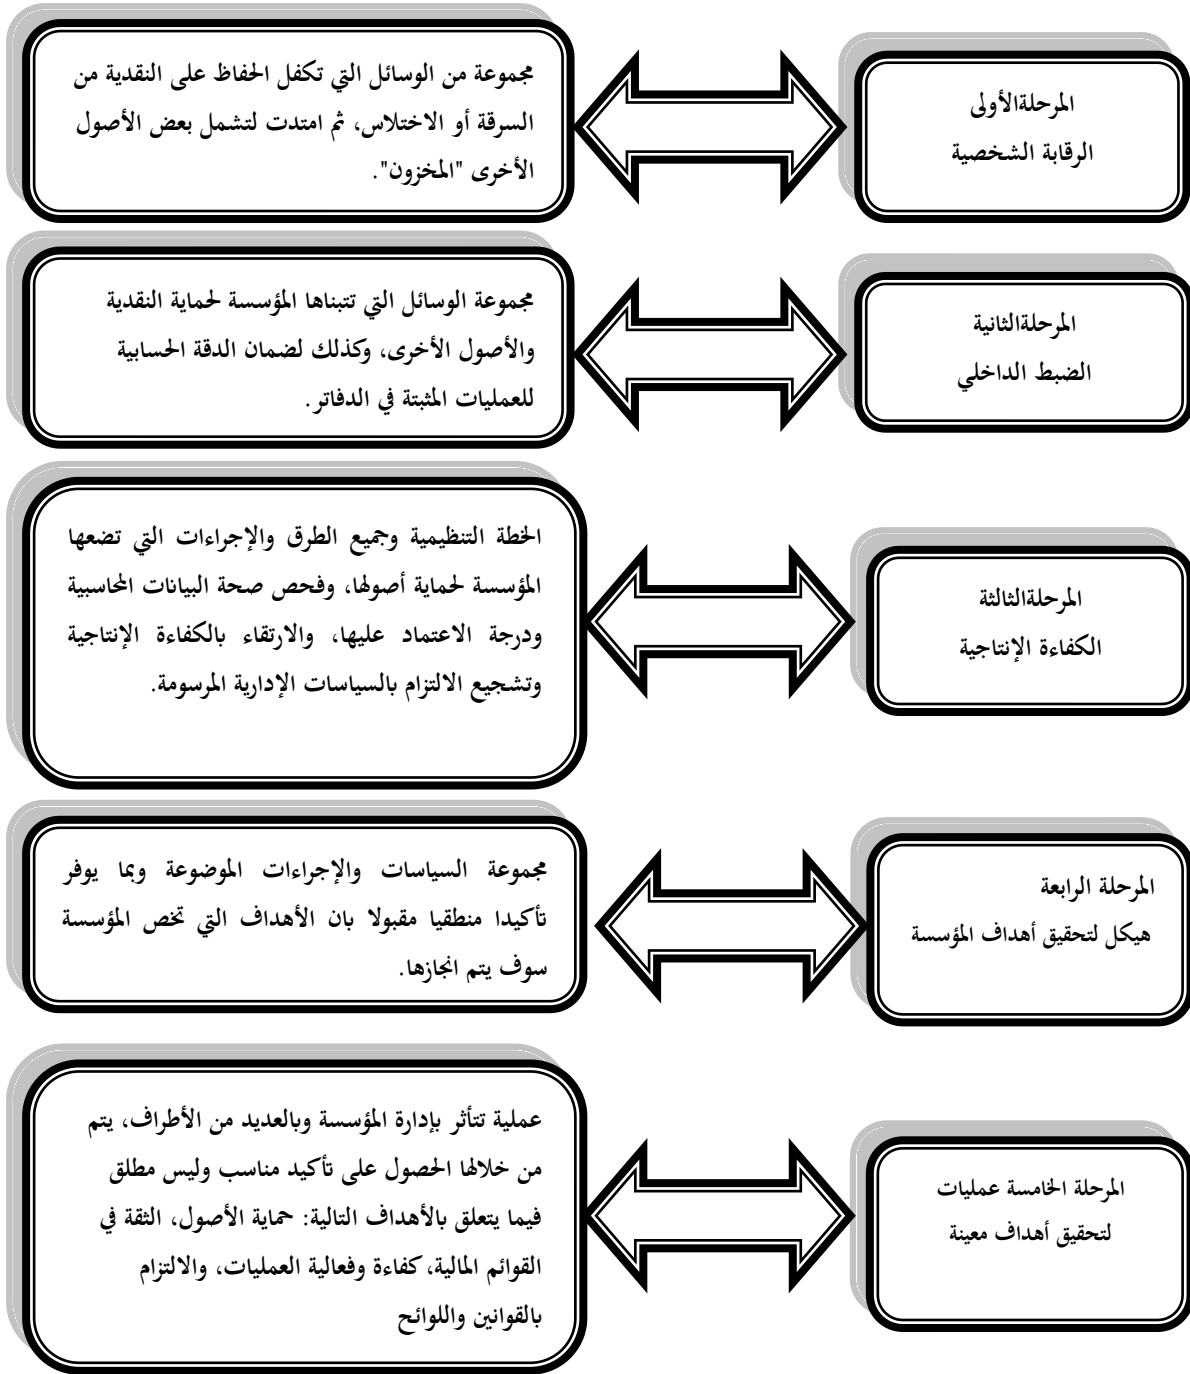 المرحلةالأولى
الرقابة الشخصية
مجموعة من الوسائل التي تكفل الحفاظ على النقدية من
السرقة أو الاختلاس، ثم امتدت لتشمل بعض الأصول
الأخرى "المخزون".
المرحلةالثانية
الضبط الداخلي
مجموعة الوسائل التي تتبناها المؤسسة لحماية النقدية
والأصول الأخرى، وكذلك لضمان الدقة الحسابية
للعمليات المثبتة في الدفاتر.
المرحلةالثالثة
الكفاءة الإنتاجية
الخطة التنظيمية وجميع الطرق والإجراءات التي تضعها
المؤسسة لحماية أصولها، وفحص صحة البيانات المحاسبية
ودرجة الاعتماد عليها، والارتقاء بالكفاءة الإنتاجية
وتشجيع الالتزام بالسياسات الإدارية المرسومة.
المرحلة الرابعة
هيكل لتحقيق أهداف المؤسسة
مجموعة السياسات والإجراءات الموضوعة وبما يوفر
تأكيدا منطقيا مقبولا بان الأهداف التي تخص المؤسسة
سوف يتم انجازها.
المرحلة الخامسة عمليات
لتحقيق أهداف معينة
عملية تتأثر بإدارة المؤسسة وبالعديد من الأطراف، يتم
من خلالها الحصول على تأكيد مناسب وليس مطلق
فيما يتعلق بالأهداف التالية: حماية الأصول، الثقة في
القوائم المالية، كفاءة وفعالية العمليات، والالتزام
بالقوانين واللوائح